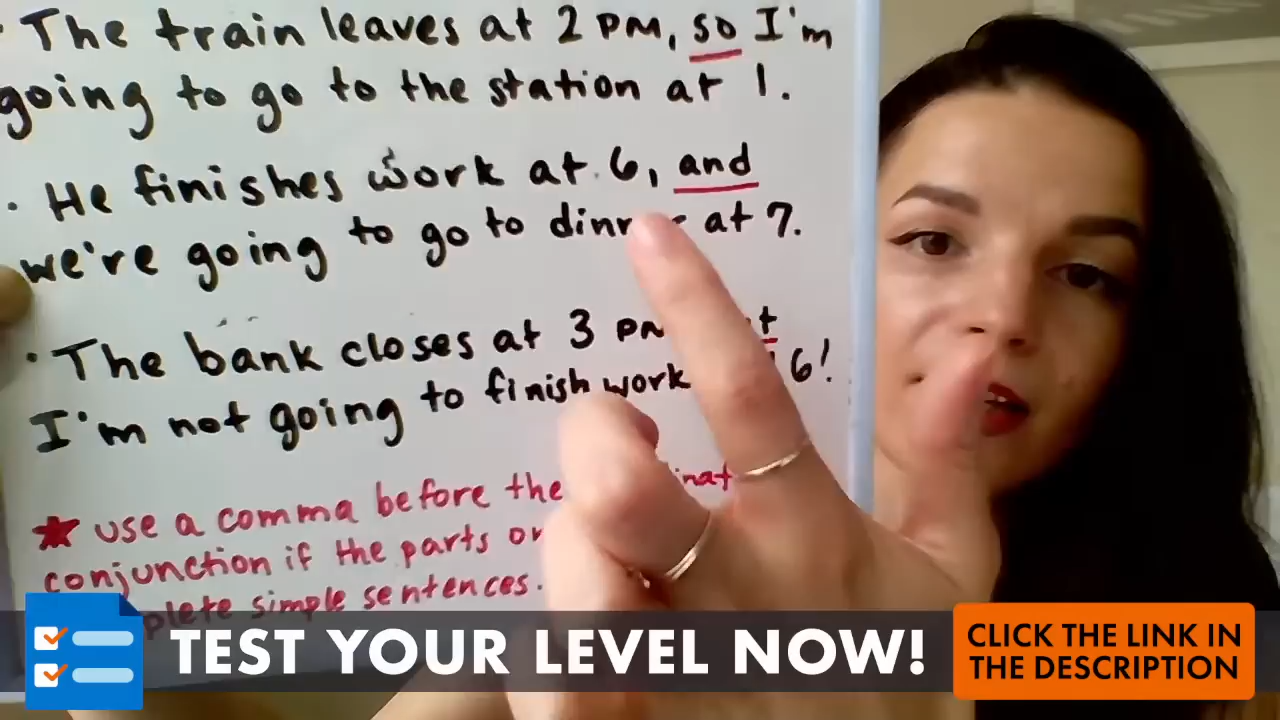 · The train leaves at 2 PM, so I'm
going to go to the station at 1.
· He finishes work at 6, and
we're going to go to at 7.
· The bank closes at 3
I'm not going to finish work 6!
★ use a comma before the
conjunction if the parts
simple sentences.
TEST YOUR LEVEL NOW!
CLICK THE LINK IN
THE DESCRIPTION